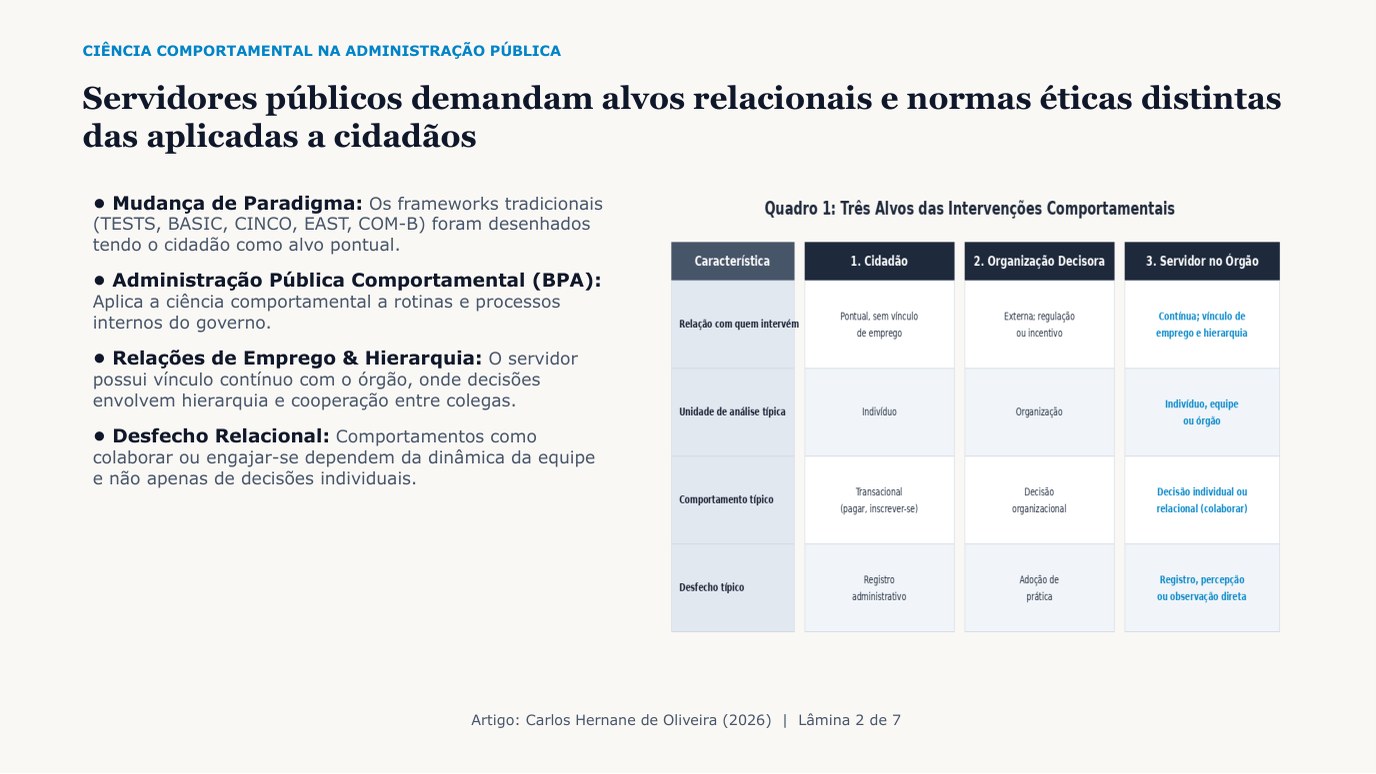 CIÊNCIA COMPORTAMENTAL NA ADMINISTRAÇÃO PÚBLICA
Servidores públicos demandam alvos relacionais e normas éticas distintas
das aplicadas a cidadãos
● Mudança de Paradigma: Os frameworks tradicionais
(TESTS, BASIC, CINCO, EAST, COM-B) foram desenhados
tendo o cidadão como alvo pontual.
● Administração Pública Comportamental (BPA):
Aplica a ciência comportamental a rotinas e processos
internos do governo.
● Relações de Emprego & Hierarquia: O servidor
possui vínculo contínuo com o órgão, onde decisões
envolvem hierarquia e cooperação entre colegas.
● Desfecho Relacional: Comportamentos como
colaborar ou engajar-se dependem da dinâmica da equipe
e não apenas de decisões individuais.
Quadro 1: Três Alvos das Intervenções Comportamentais
Característica
1. Cidadão
2. Organização Decisora
3. Servidor no Órgão
Relação com quem intervém
Pontual, sem vínculo
de emprego
Externa; regulação
ou incentivo
Contínua; vínculo de
emprego e hierarquia
Unidade de análise típica
Indivíduo
Organização
Indivíduo, equipe
ou órgão
Comportamento típico
Transacional
(pagar, inscrever-se)
Decisão
organizacional
Decisão individual ou
relacional (colaborar)
Desfecho típico
Registro
administrativo
Adoção de
prática
Registro, percepção
ou observação direta
Artigo: Carlos Hernane de Oliveira (2026) | Lâmina 2 de 7